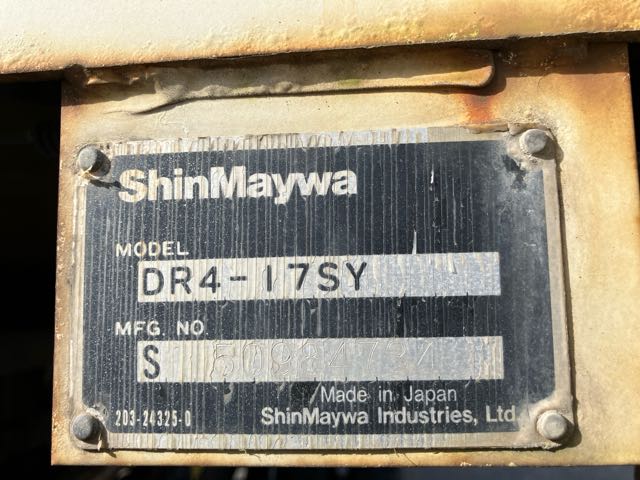 ShinMaywa
MODEL
DR4-17SY
MFG. NO.
S
Made in Japan
203-24325-0
ShinMaywa Industries, Ltd.